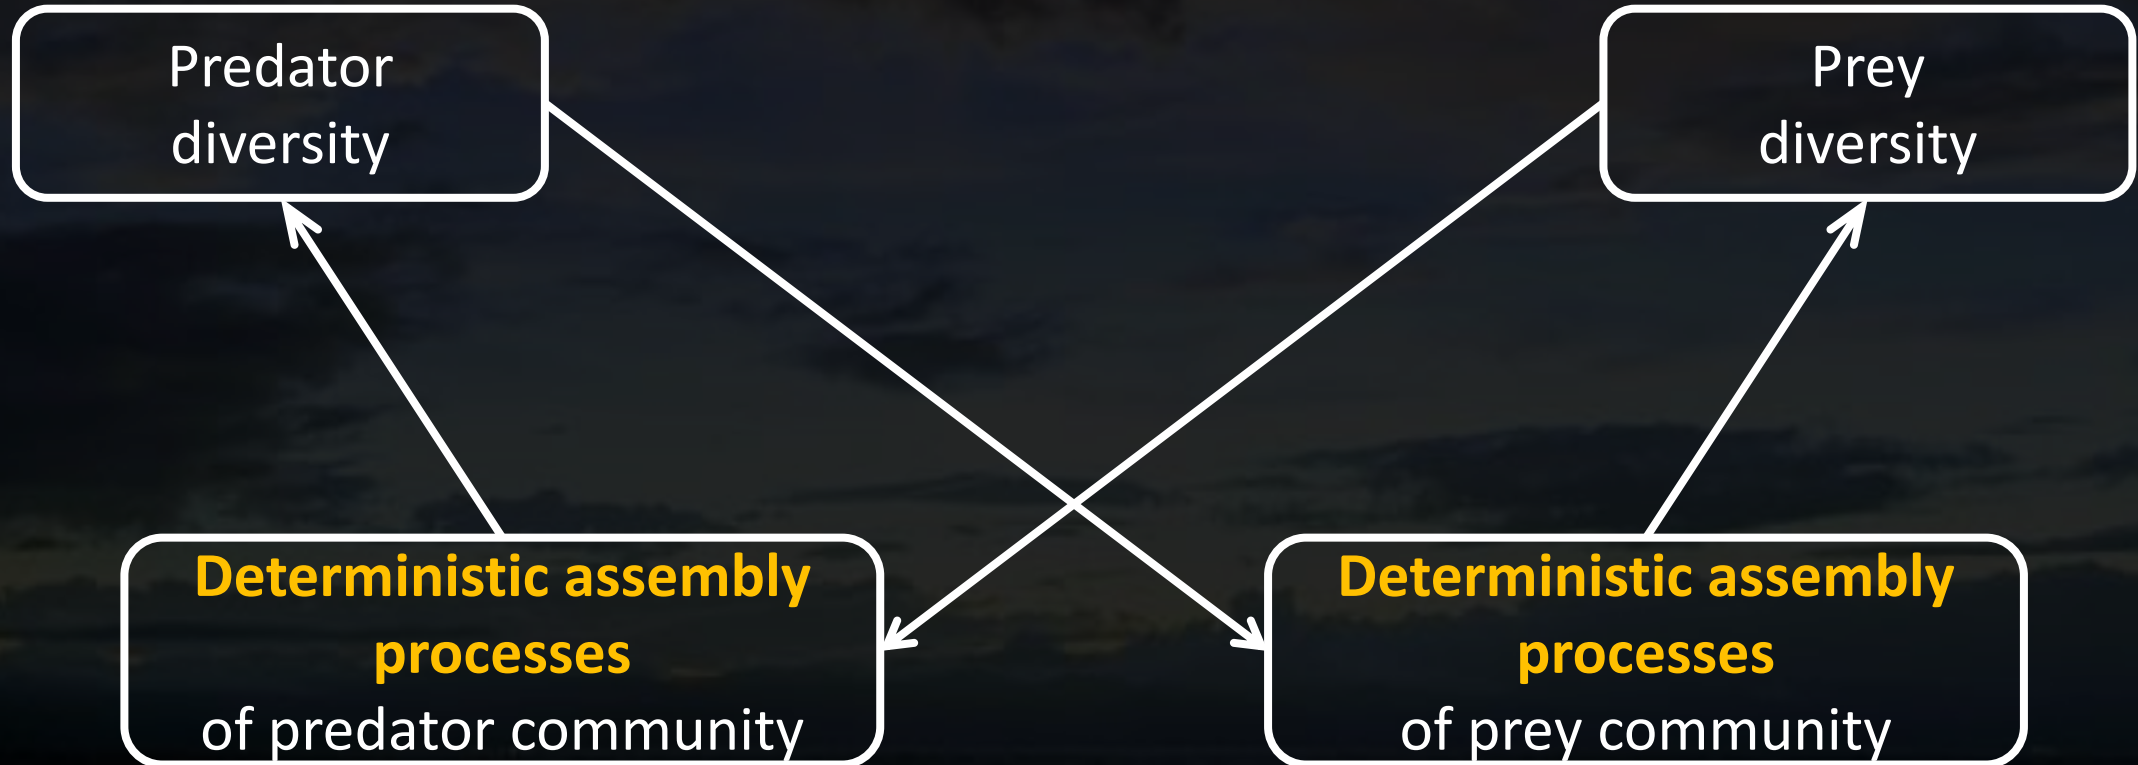 Predator
diversity
Prey
diversity
Deterministic assembly
processes
of predator community
Deterministic assembly
processes
of prey community